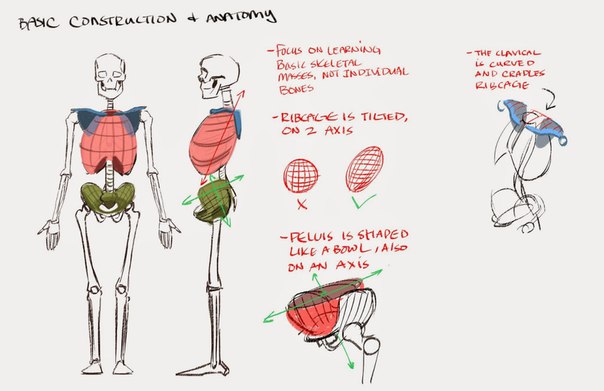 BASIC CONSTRUCTION & ANATOMY
- FOCUS ON LEARNING
BASIC SKELETAL
MASSES, NOT INDIVIDUAL
BONES
- RIBCAGE IS TILTED,
ON 2 AXIS
X ✓
- PELVIS IS SHAPED
LIKE A BOWL, ALSO
ON AN AXIS
- THE CLAVICAL
IS CURVED
AND CRADLES
RIBCAGE